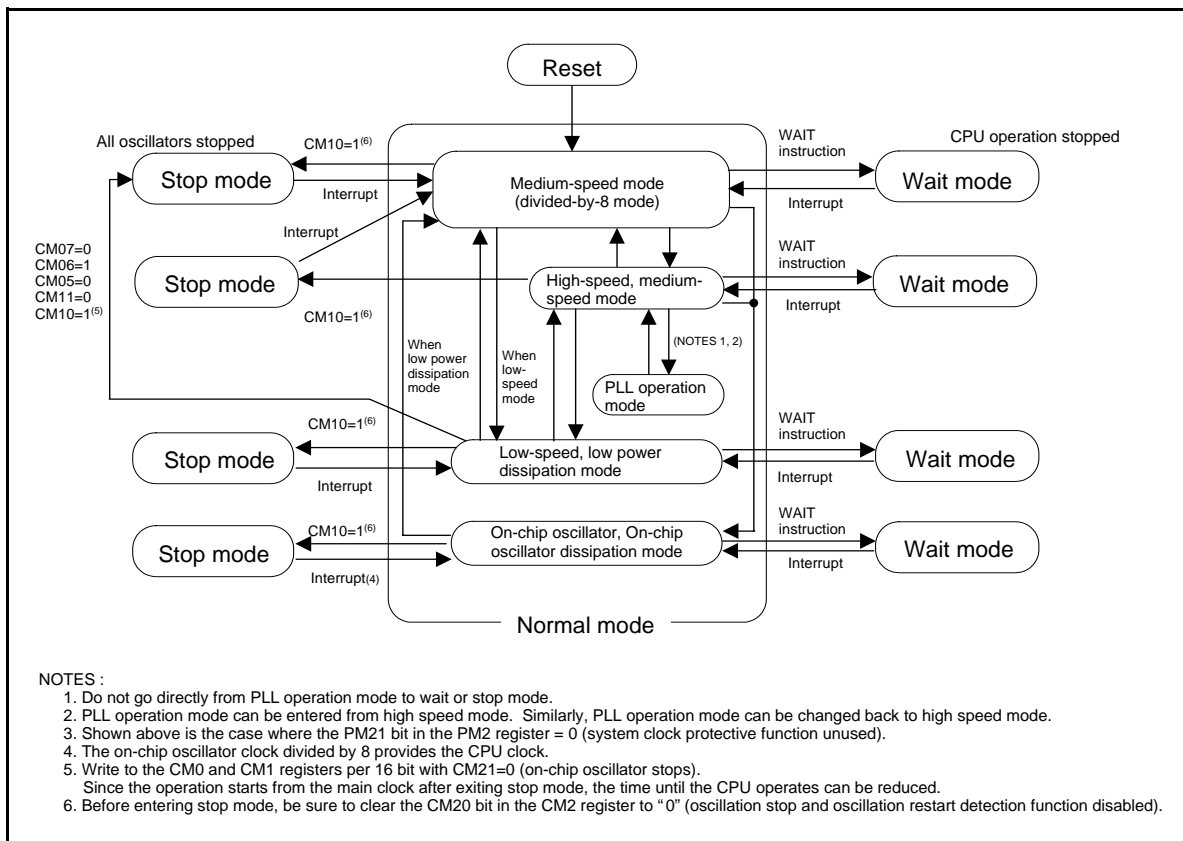 Reset
All oscillators stopped
CM10=1(6)
WAIT
instruction
CPU operation stopped
Stop mode
Interrupt
Medium-speed mode
(divided-by-8 mode)
Interrupt
Wait mode
Interrupt
CM07=0
CM06=1
CM05=0
CM11=0
CM10=1(5)
Stop mode
CM10=1(6)
High-speed, medium-
speed mode
WAIT
instruction
Interrupt
Wait mode
When
low power
dissipation
mode
When
low-
speed
mode
(NOTES 1, 2)
PLL operation
mode
CM10=1(6)
WAIT
instruction
Stop mode
Interrupt
Low-speed, low power
dissipation mode
Interrupt
Wait mode
CM10=1(6)
WAIT
instruction
Stop mode
Interrupt(4)
On-chip oscillator, On-chip
oscillator dissipation mode
Interrupt
Wait mode
Normal mode
NOTES :
1. Do not go directly from PLL operation mode to wait or stop mode.
2. PLL operation mode can be entered from high speed mode. Similarly, PLL operation mode can be changed back to high speed mode.
3. Shown above is the case where the PM21 bit in the PM2 register = 0 (system clock protective function unused).
4. The on-chip oscillator clock divided by 8 provides the CPU clock.
5. Write to the CM0 and CM1 registers per 16 bit with CM21=0 (on-chip oscillator stops).
Since the operation starts from the main clock after exiting stop mode, the time until the CPU operates can be reduced.
6. Before entering stop mode, be sure to clear the CM20 bit in the CM2 register to “0” (oscillation stop and oscillation restart detection function disabled).